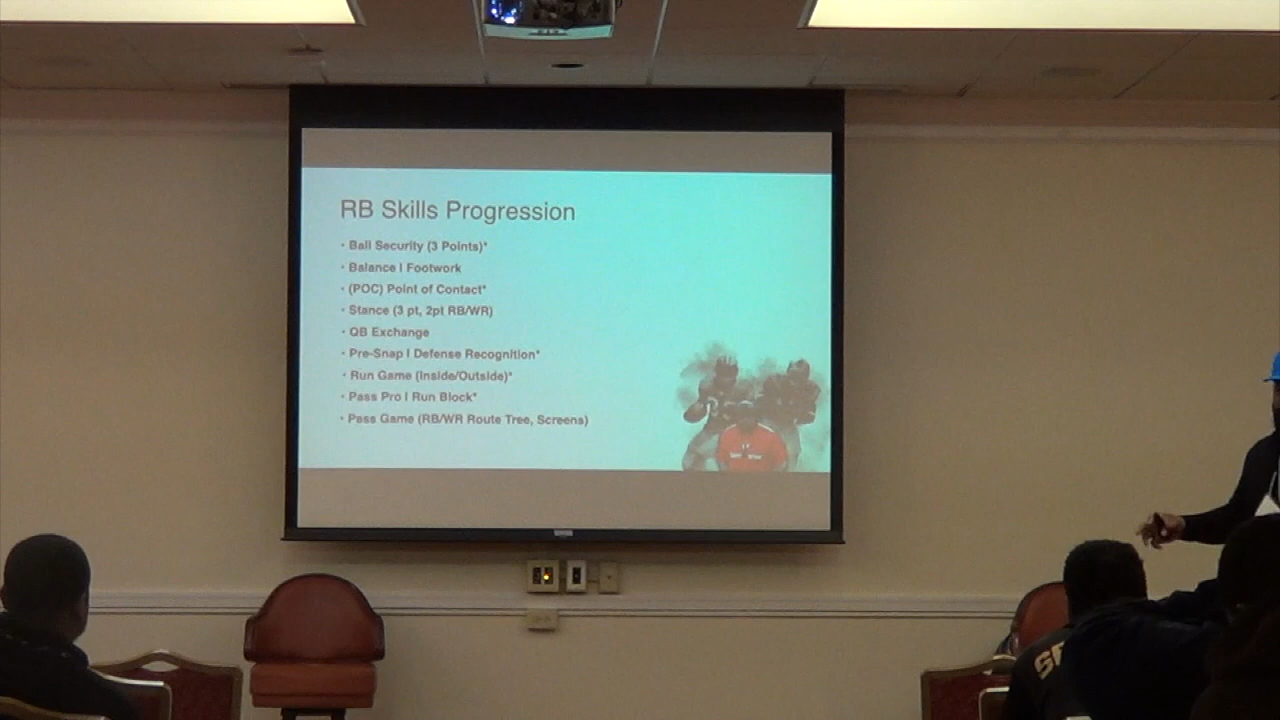 RB Skills Progression
• Ball Security (3 Points)*
• Balance | Footwork
• (POC) Point of Contact*
• Stance (3 pt, 2pt RB/WR)
• QB Exchange
• Pre-Snap | Defense Recognition*
• Run Game (Inside/Outside)*
• Pass Pro | Run Block*
• Pass Game (RB/WR Route Tree, Screens)